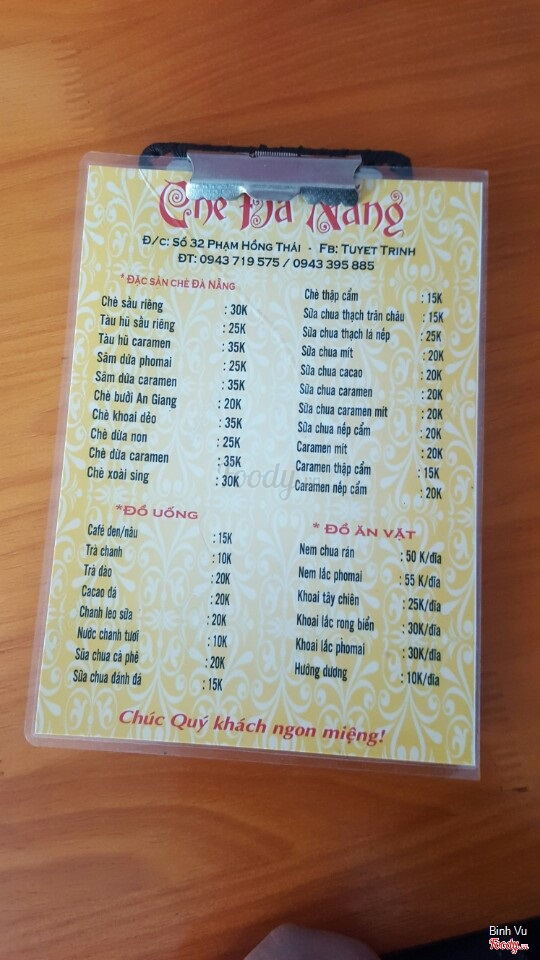 Chè Đà Nẵng
Đ/c: Số 32 Phạm Hồng Thái - FB: Tuyet Trinh
ĐT: 0943 719 575 / 0943 395 885
* Đặc sản chè Đà Nẵng
Chè sầu riêng : 30K
Tàu hũ sầu riêng : 25K
Tàu hũ caramen : 35K
Sâm dứa phomai : 25K
Sâm dứa caramen : 35K
Chè bưởi An Giang : 20K
Chè khoai dẻo : 35K
Chè dừa non : 25K
Chè dừa caramen : 35K
Chè xoài sing : 30K
Chè thập cẩm : 15K
Sữa chua thạch trân châu : 15K
Sữa chua thạch lá nếp : 25K
Sữa chua mít : 20K
Sữa chua cacao : 20K
Sữa chua caramen : 20K
Sữa chua caramen mít : 20K
Sữa chua nếp cẩm : 20K
Caramen mít : 20K
Caramen thập cẩm : 15K
Caramen nếp cẩm : 20K
*Đồ uống
Café đen/nâu : 15K
Trà chanh : 10K
Trà đào : 20K
Cacao đá : 20K
Chanh leo sữa : 20K
Nước chanh tươi : 10K
Sữa chua cà phê : 20K
Sữa chua đánh đá : 15K
* Đồ ăn vặt
Nem chua rán : 50 K/đĩa
Nem lắc phomai : 55 K/đĩa
Khoai tây chiên : 25K/đĩa
Khoai lắc rong biển : 30K/đĩa
Khoai lắc phomai : 30K/đĩa
Hướng dương : 10K/đĩa
Chúc Quý khách ngon miệng!
foody
Binh Vu
Foody.vn